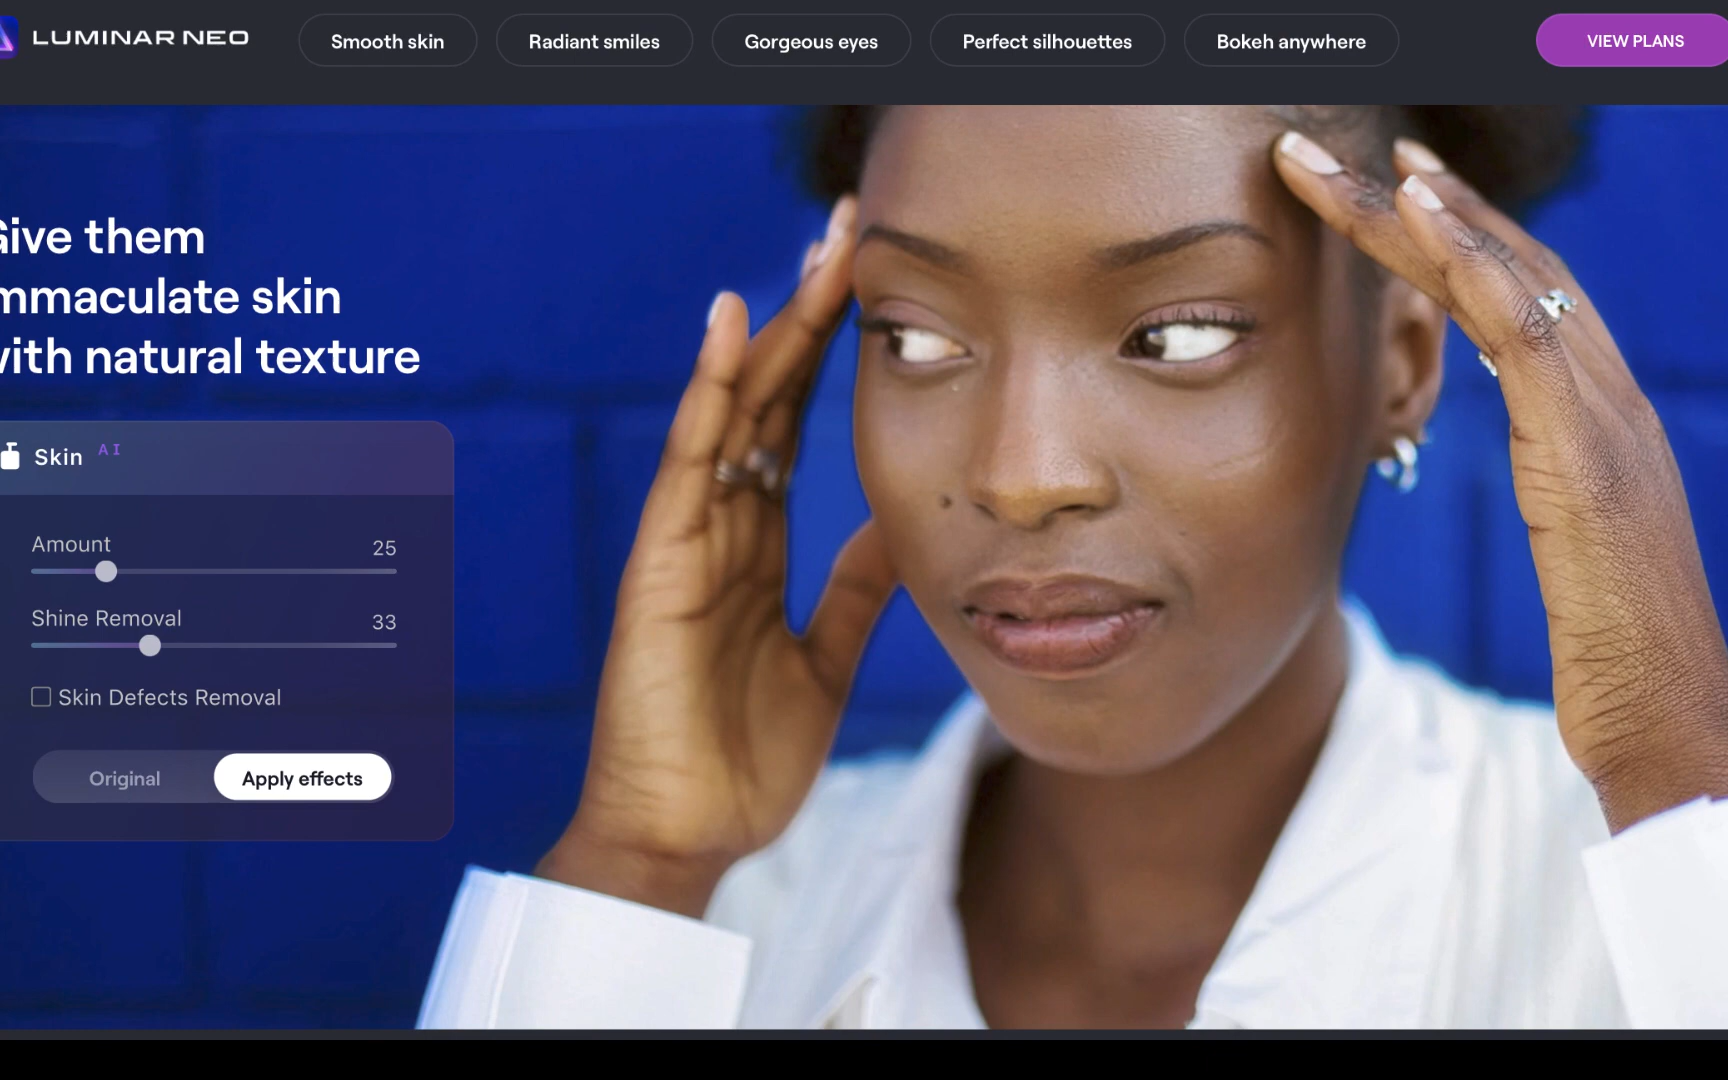 LUMINAR NEO
Smooth skin
Radiant smiles
Gorgeous eyes
Perfect silhouettes
Bokeh anywhere
VIEW PLANS
Give them
mmaculate skin
with natural texture
Skin AI
Amount 25
Shine Removal 33
Skin Defects Removal
Original
Apply effects